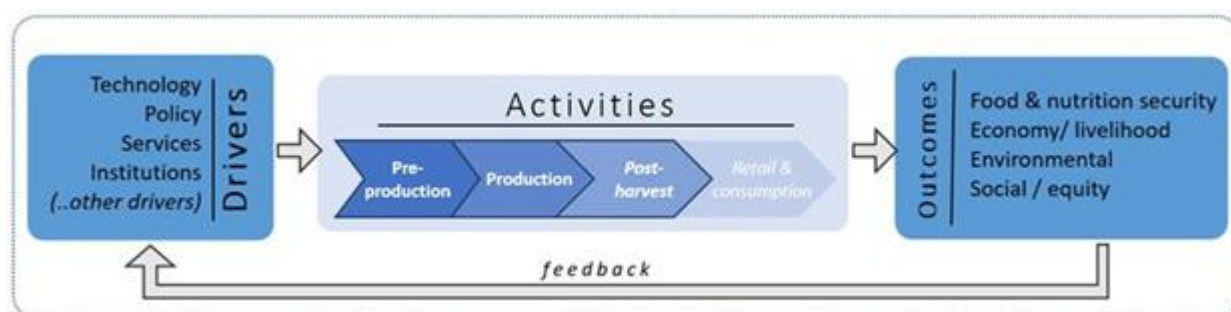 Technology
Policy
Services
Institutions
(..other drivers)
Drivers
Activities
Pre-
production
Production
Post-
harvest
Retail &
consumption
Outcomes
Food & nutrition security
Economy/ livelihood
Environmental
Social / equity
feedback